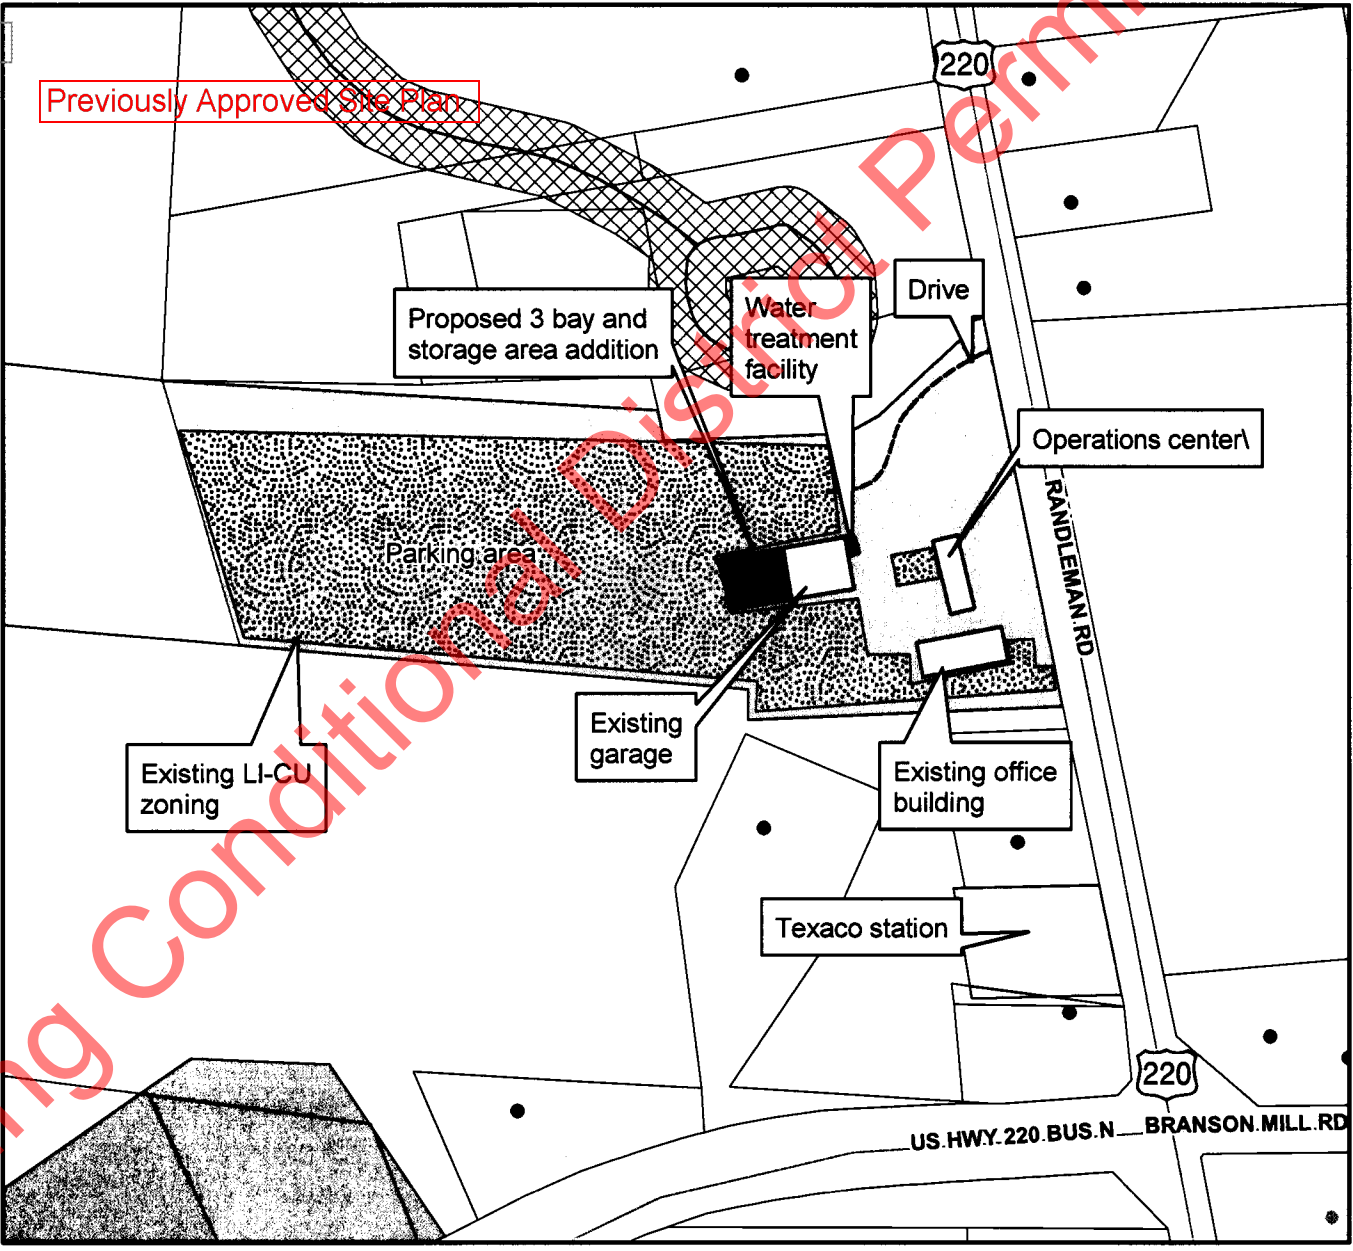 220
Previously Approved Site Plan
Drive
Water
treatment
facility
Proposed 3 bay and
storage area addition
Operations center\
RANDLEMAN RD
Parking area
Existing
garage
Existing LI-CU
zoning
Existing office
building
Texaco station
220
US HWY 220 BUS N
BRANSON MILL RD
ng Conditional District Permi